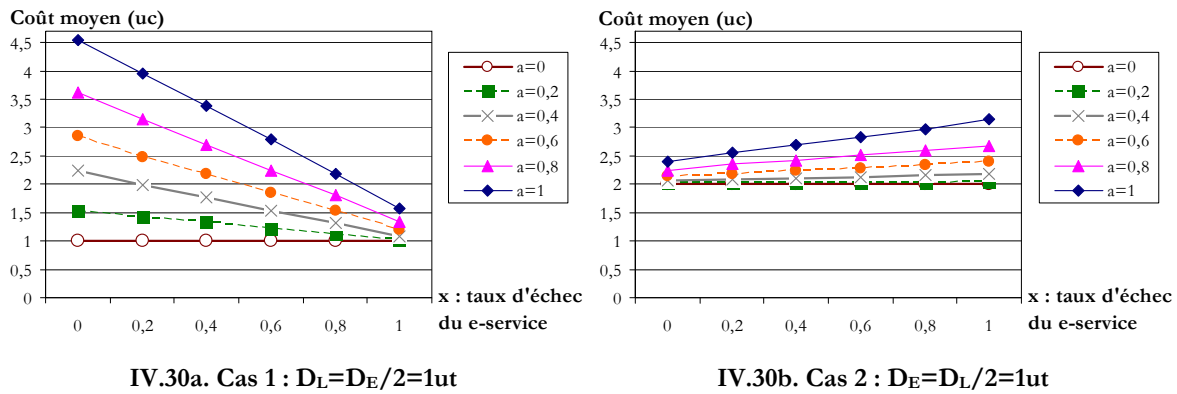 Coût moyen (uc)
4,5
4
3,5
3
2,5
2
1,5
1
0,5
0
0 0,2 0,4 0,6 0,8 1
x : taux d'échec
du e-service
a=0
a=0,2
a=0,4
a=0,6
a=0,8
a=1
IV.30a. Cas 1 : DL=DE/2=1ut
Coût moyen (uc)
4,5
4
3,5
3
2,5
2
1,5
1
0,5
0
0 0,2 0,4 0,6 0,8 1
x : taux d'échec
du e-service
a=0
a=0,2
a=0,4
a=0,6
a=0,8
a=1
IV.30b. Cas 2 : DE=DL/2=1ut